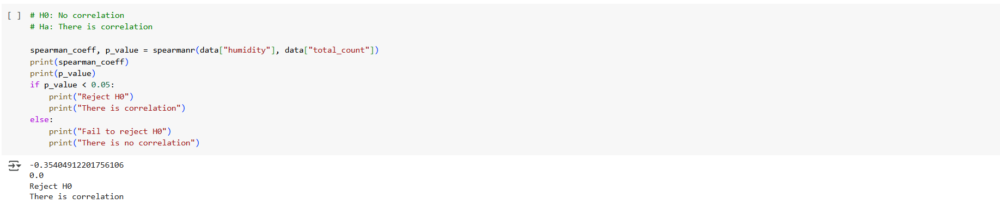 [ ] # H0: No correlation
# Ha: There is correlation
spearman_coeff, p_value = spearmanr(data["humidity"], data["total_count"])
print(spearman_coeff)
print(p_value)
if p_value < 0.05:
    print("Reject H0")
    print("There is correlation")
else:
    print("Fail to reject H0")
    print("There is no correlation")
-0.35404912201756106
0.0
Reject H0
There is correlation